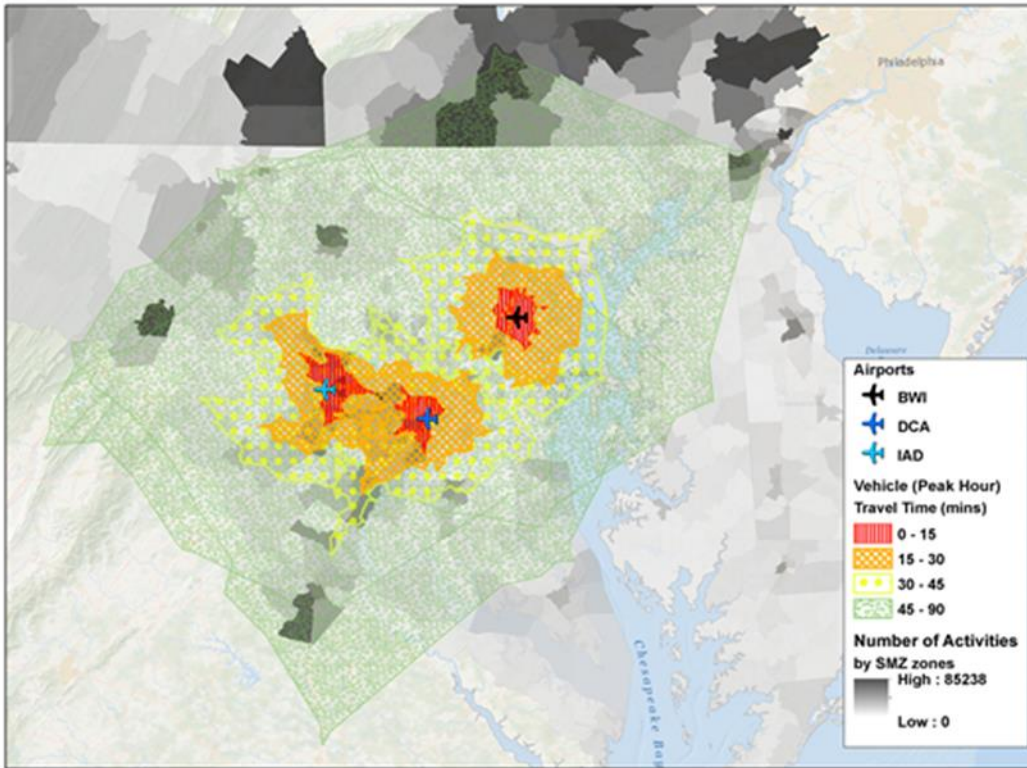 Philadelphia
Delaware
Airports
BWI
DCA
IAD
Vehicle (Peak Hour)
Travel Time (mins)
0 - 15
15 - 30
30 - 45
45 - 90
Number of Activities
by SMZ zones
High : 85238
Low : 0
Chesapeake Bay